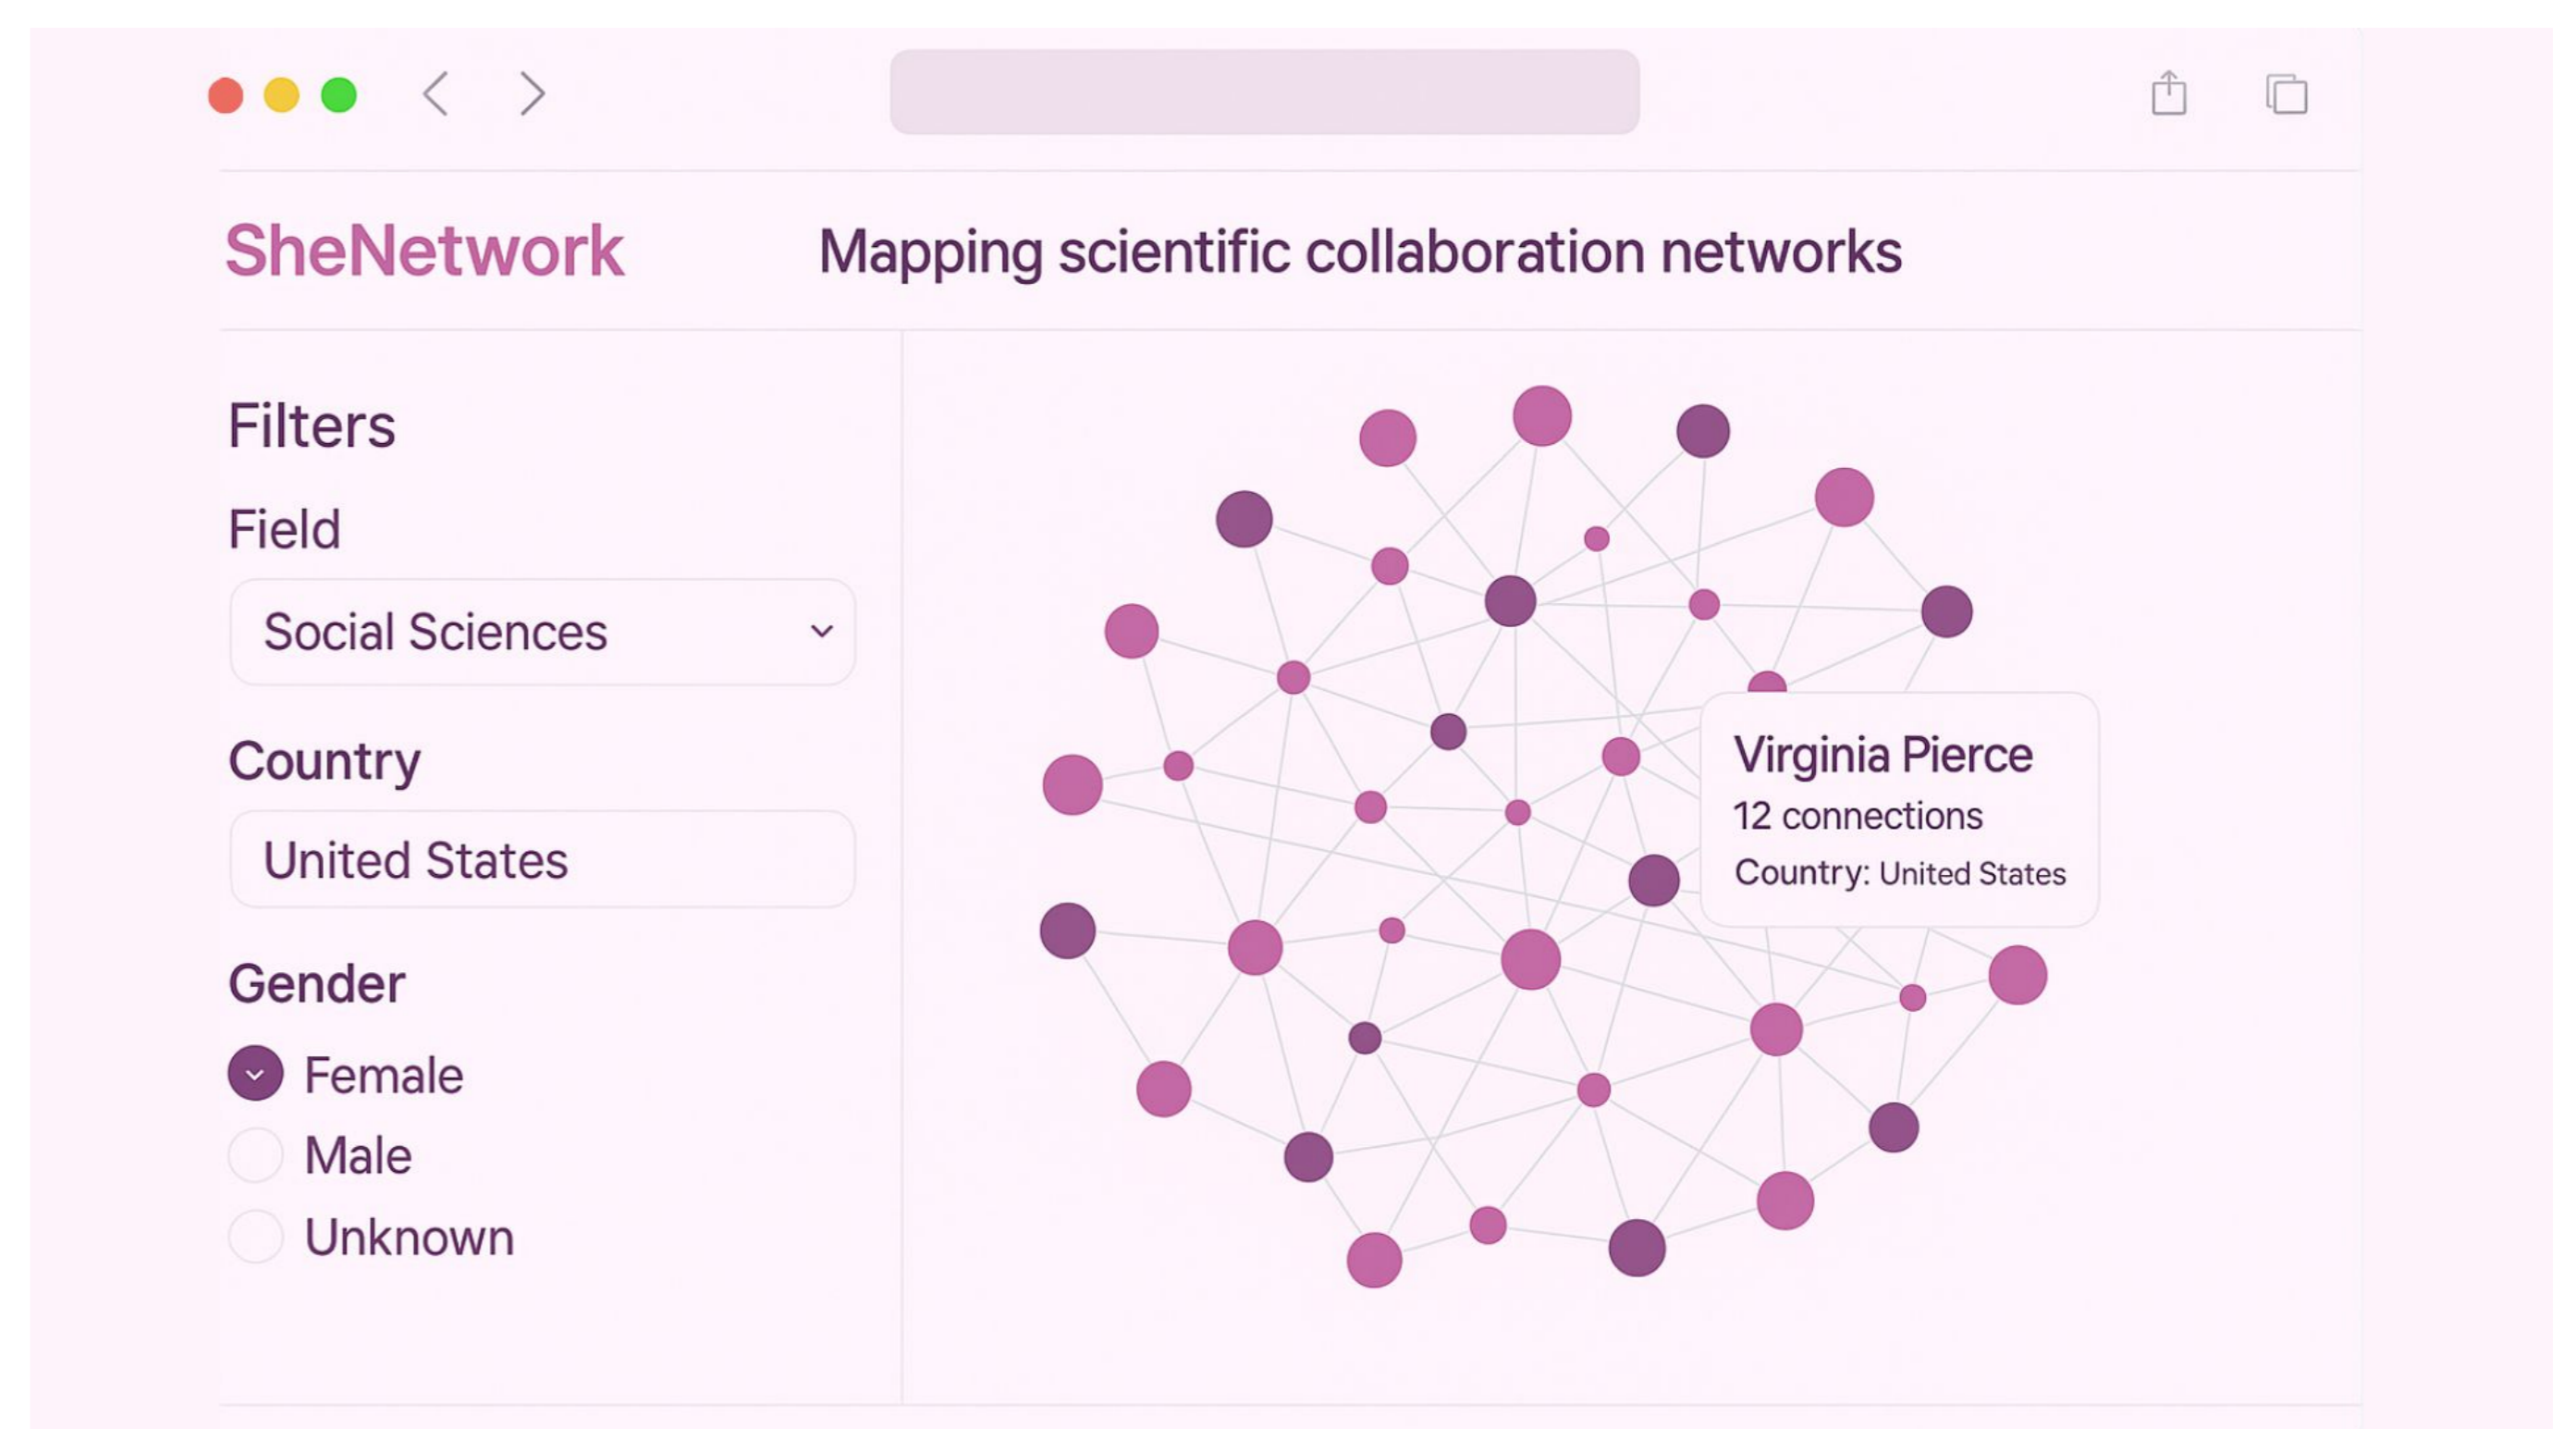 SheNetwork
Mapping scientific collaboration networks
Filters
Field
Social Sciences
Country
United States
Gender
Female
Male
Unknown
Virginia Pierce
12 connections
Country: United States